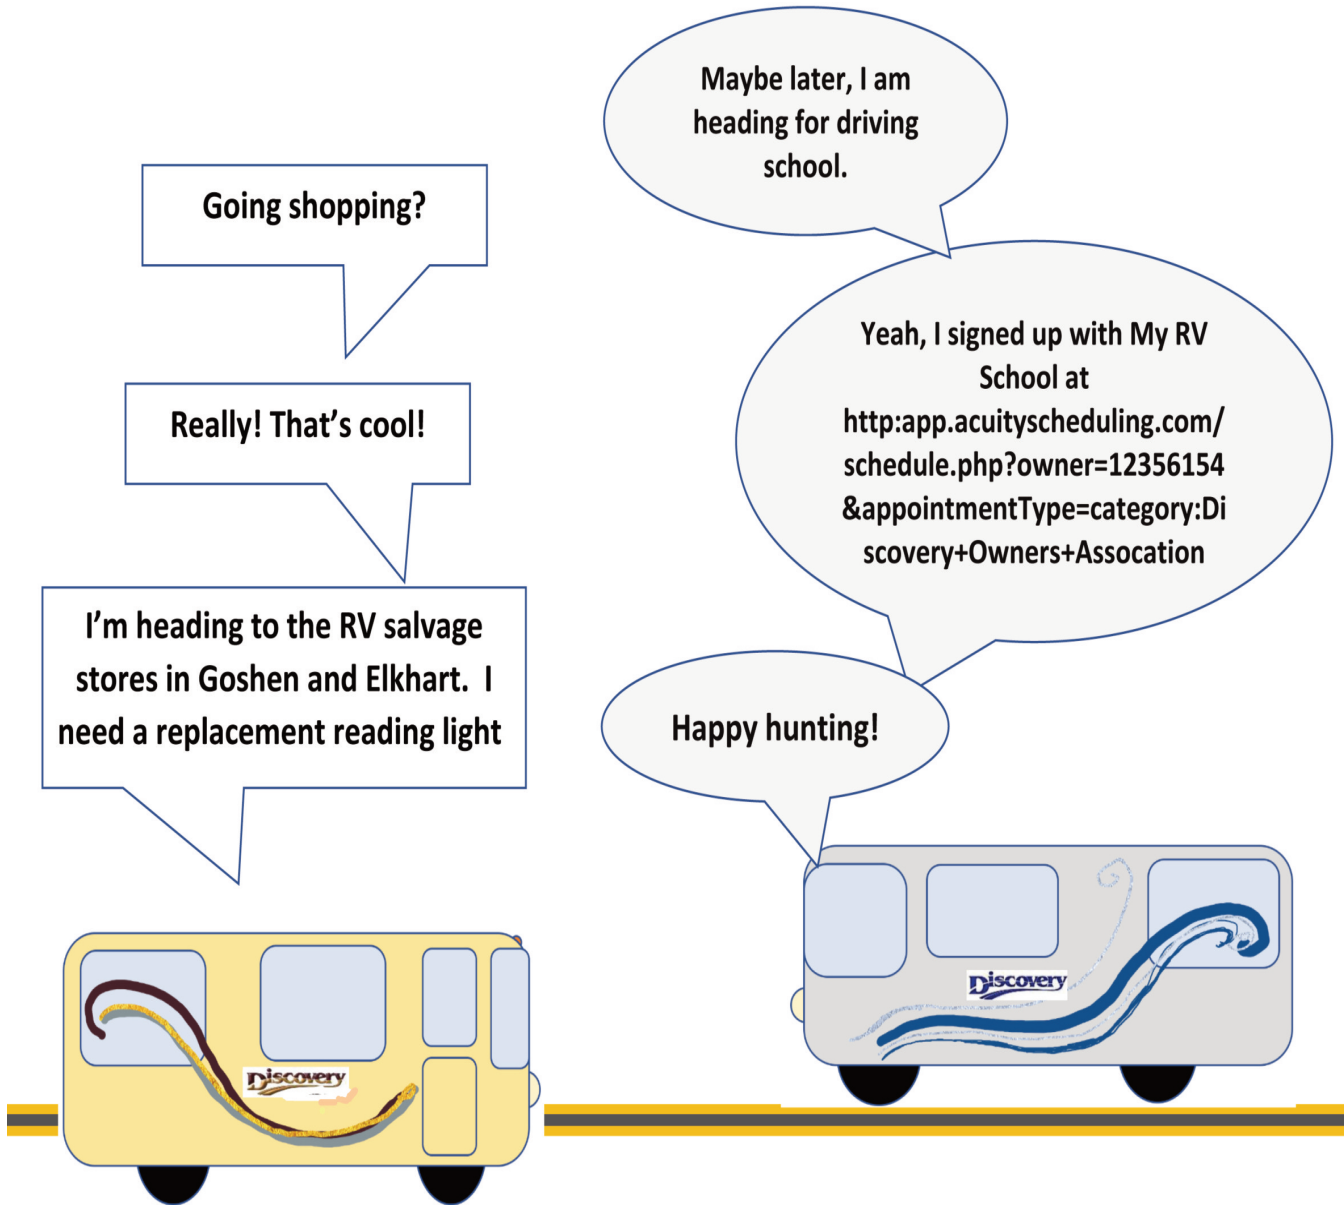 Going shopping?
Maybe later, I am
heading for driving
school.
Really! That's cool!
Yeah, I signed up with My RV
School at
http:app.acuityscheduling.com/
schedule.php?owner=12356154
&appointmentType=category:Di
scovery+Owners+Assocation
I'm heading to the RV salvage
stores in Goshen and Elkhart.  I
need a replacement reading light
Happy hunting!
Discovery
Discovery